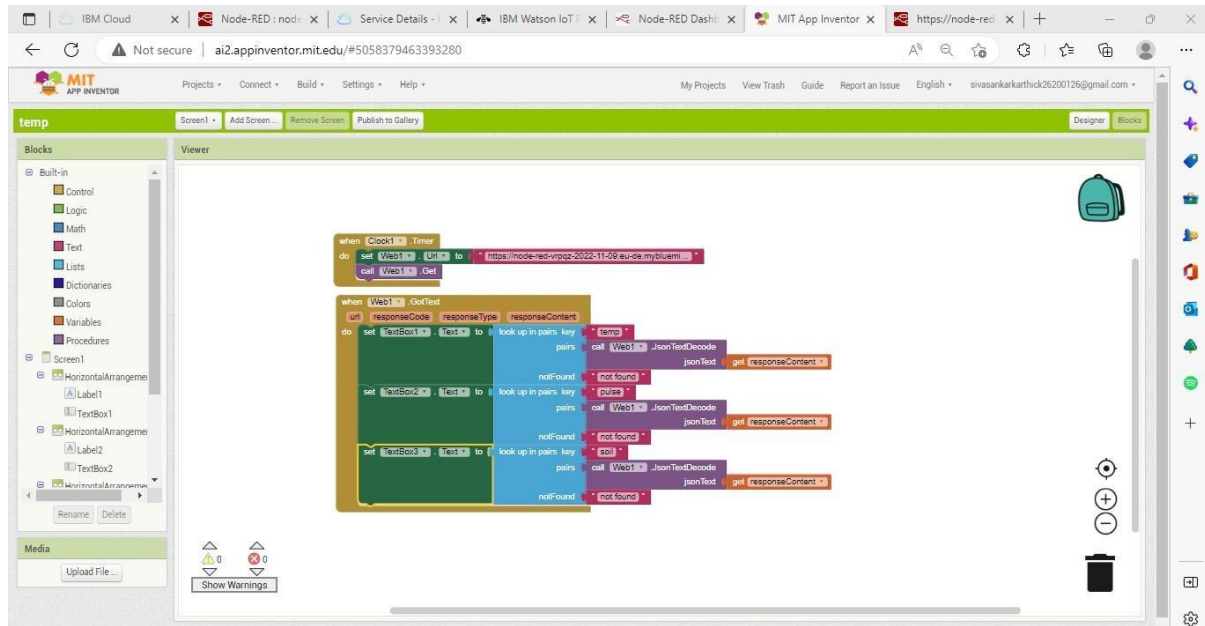 IBM Cloud
Node-RED : node
Service Details - I
IBM Watson IoT
Node-RED Dashb
MIT App Inventor
https://node-red
Not secure | ai2.appinventor.mit.edu/#5058379463393280
MIT
APP INVENTOR
Projects Connect Build Settings Help My Projects View Trash Guide Report an Issue English sivasankarkarthick26200126@gmail.com
temp Screen1 Add Screen ... Remove Screen Publish to Gallery Designer Blocks
Blocks
Viewer
Built-in
Control
Logic
Math
Text
Lists
Dictionaries
Colors
Variables
Procedures
Screen1
HorizontalArrangemer
Label1
TextBox1
HorizontalArrangemer
Label2
TextBox2
HorizontalArrangemer
Rename Delete
Media
Upload File ...
when Clock1 .Timer
do set Web1 . Url to " https://node-red-vrpqz-2022-11-09.eu-de.mybluemi... "
call Web1 .Get
when Web1 .GotText
url responseCode responseType responseContent
do set TextBox1 . Text to look up in pairs key " temp "
pairs call Web1 .JsonTextDecode
jsonText get responseContent
notFound " not found "
set TextBox2 . Text to look up in pairs key " pulse "
pairs call Web1 .JsonTextDecode
jsonText get responseContent
notFound " not found "
set TextBox3 . Text to look up in pairs key " soil "
pairs call Web1 .JsonTextDecode
jsonText get responseContent
notFound " not found "
0 0
Show Warnings